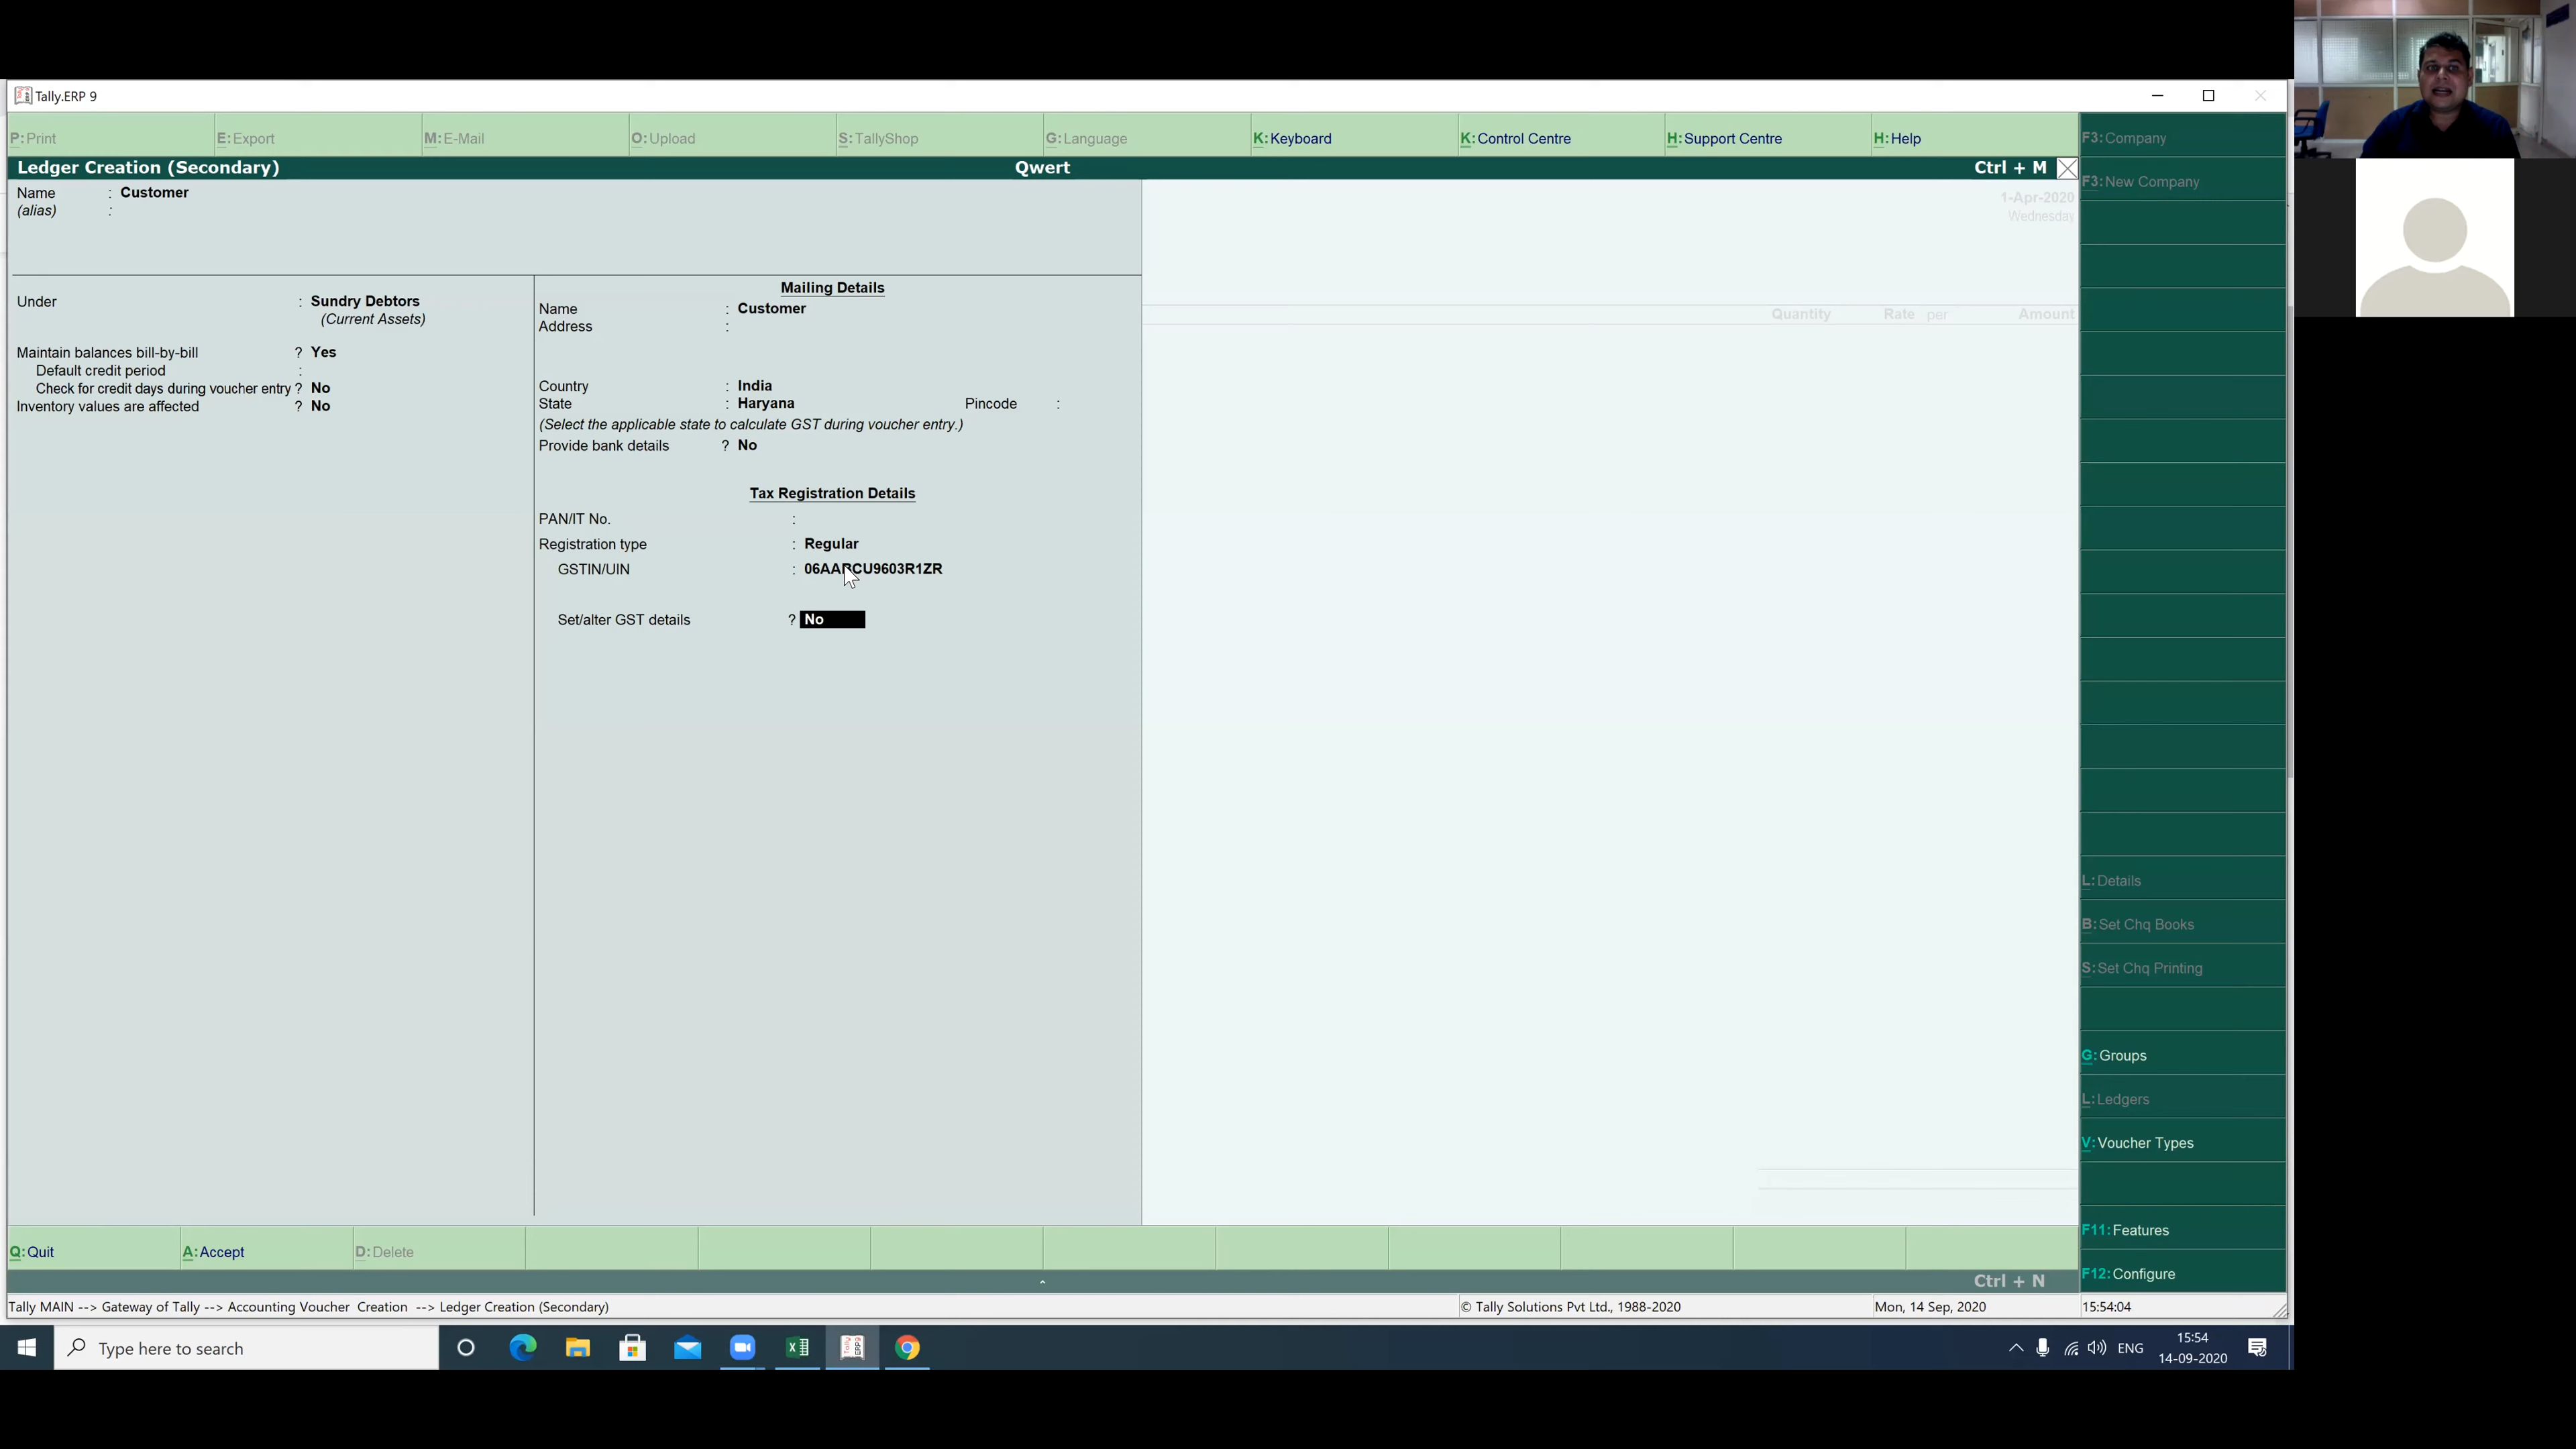 Tally.ERP 9
P: Print E: Export M: E-Mail O: Upload S: TallyShop G: Language K: Keyboard K: Control Centre H: Support Centre H: Help F3: Company
Ledger Creation (Secondary) Qwert Ctrl + M
F3: New Company
Name : Customer
(alias) :
1-Apr-2020
Wednesday
Under : Sundry Debtors
(Current Assets)
Maintain balances bill-by-bill ? Yes
Default credit period :
Check for credit days during voucher entry ? No
Inventory values are affected ? No
Mailing Details
Name : Customer
Address :
Country : India
State : Haryana Pincode :
(Select the applicable state to calculate GST during voucher entry.)
Provide bank details ? No
Tax Registration Details
PAN/IT No. :
Registration type : Regular
GSTIN/UIN : 06AABCU9603R1ZR
Set/alter GST details ? No
Quantity Rate per Amount
L: Details
B: Set Chq Books
S: Set Chq Printing
G: Groups
L: Ledgers
V: Voucher Types
F11: Features
F12: Configure
Q: Quit A: Accept D: Delete
Ctrl + N
Tally MAIN --> Gateway of Tally --> Accounting Voucher Creation --> Ledger Creation (Secondary) © Tally Solutions Pvt Ltd., 1988-2020 Mon, 14 Sep, 2020 15:54:04
Type here to search
ENG
15:54
14-09-2020